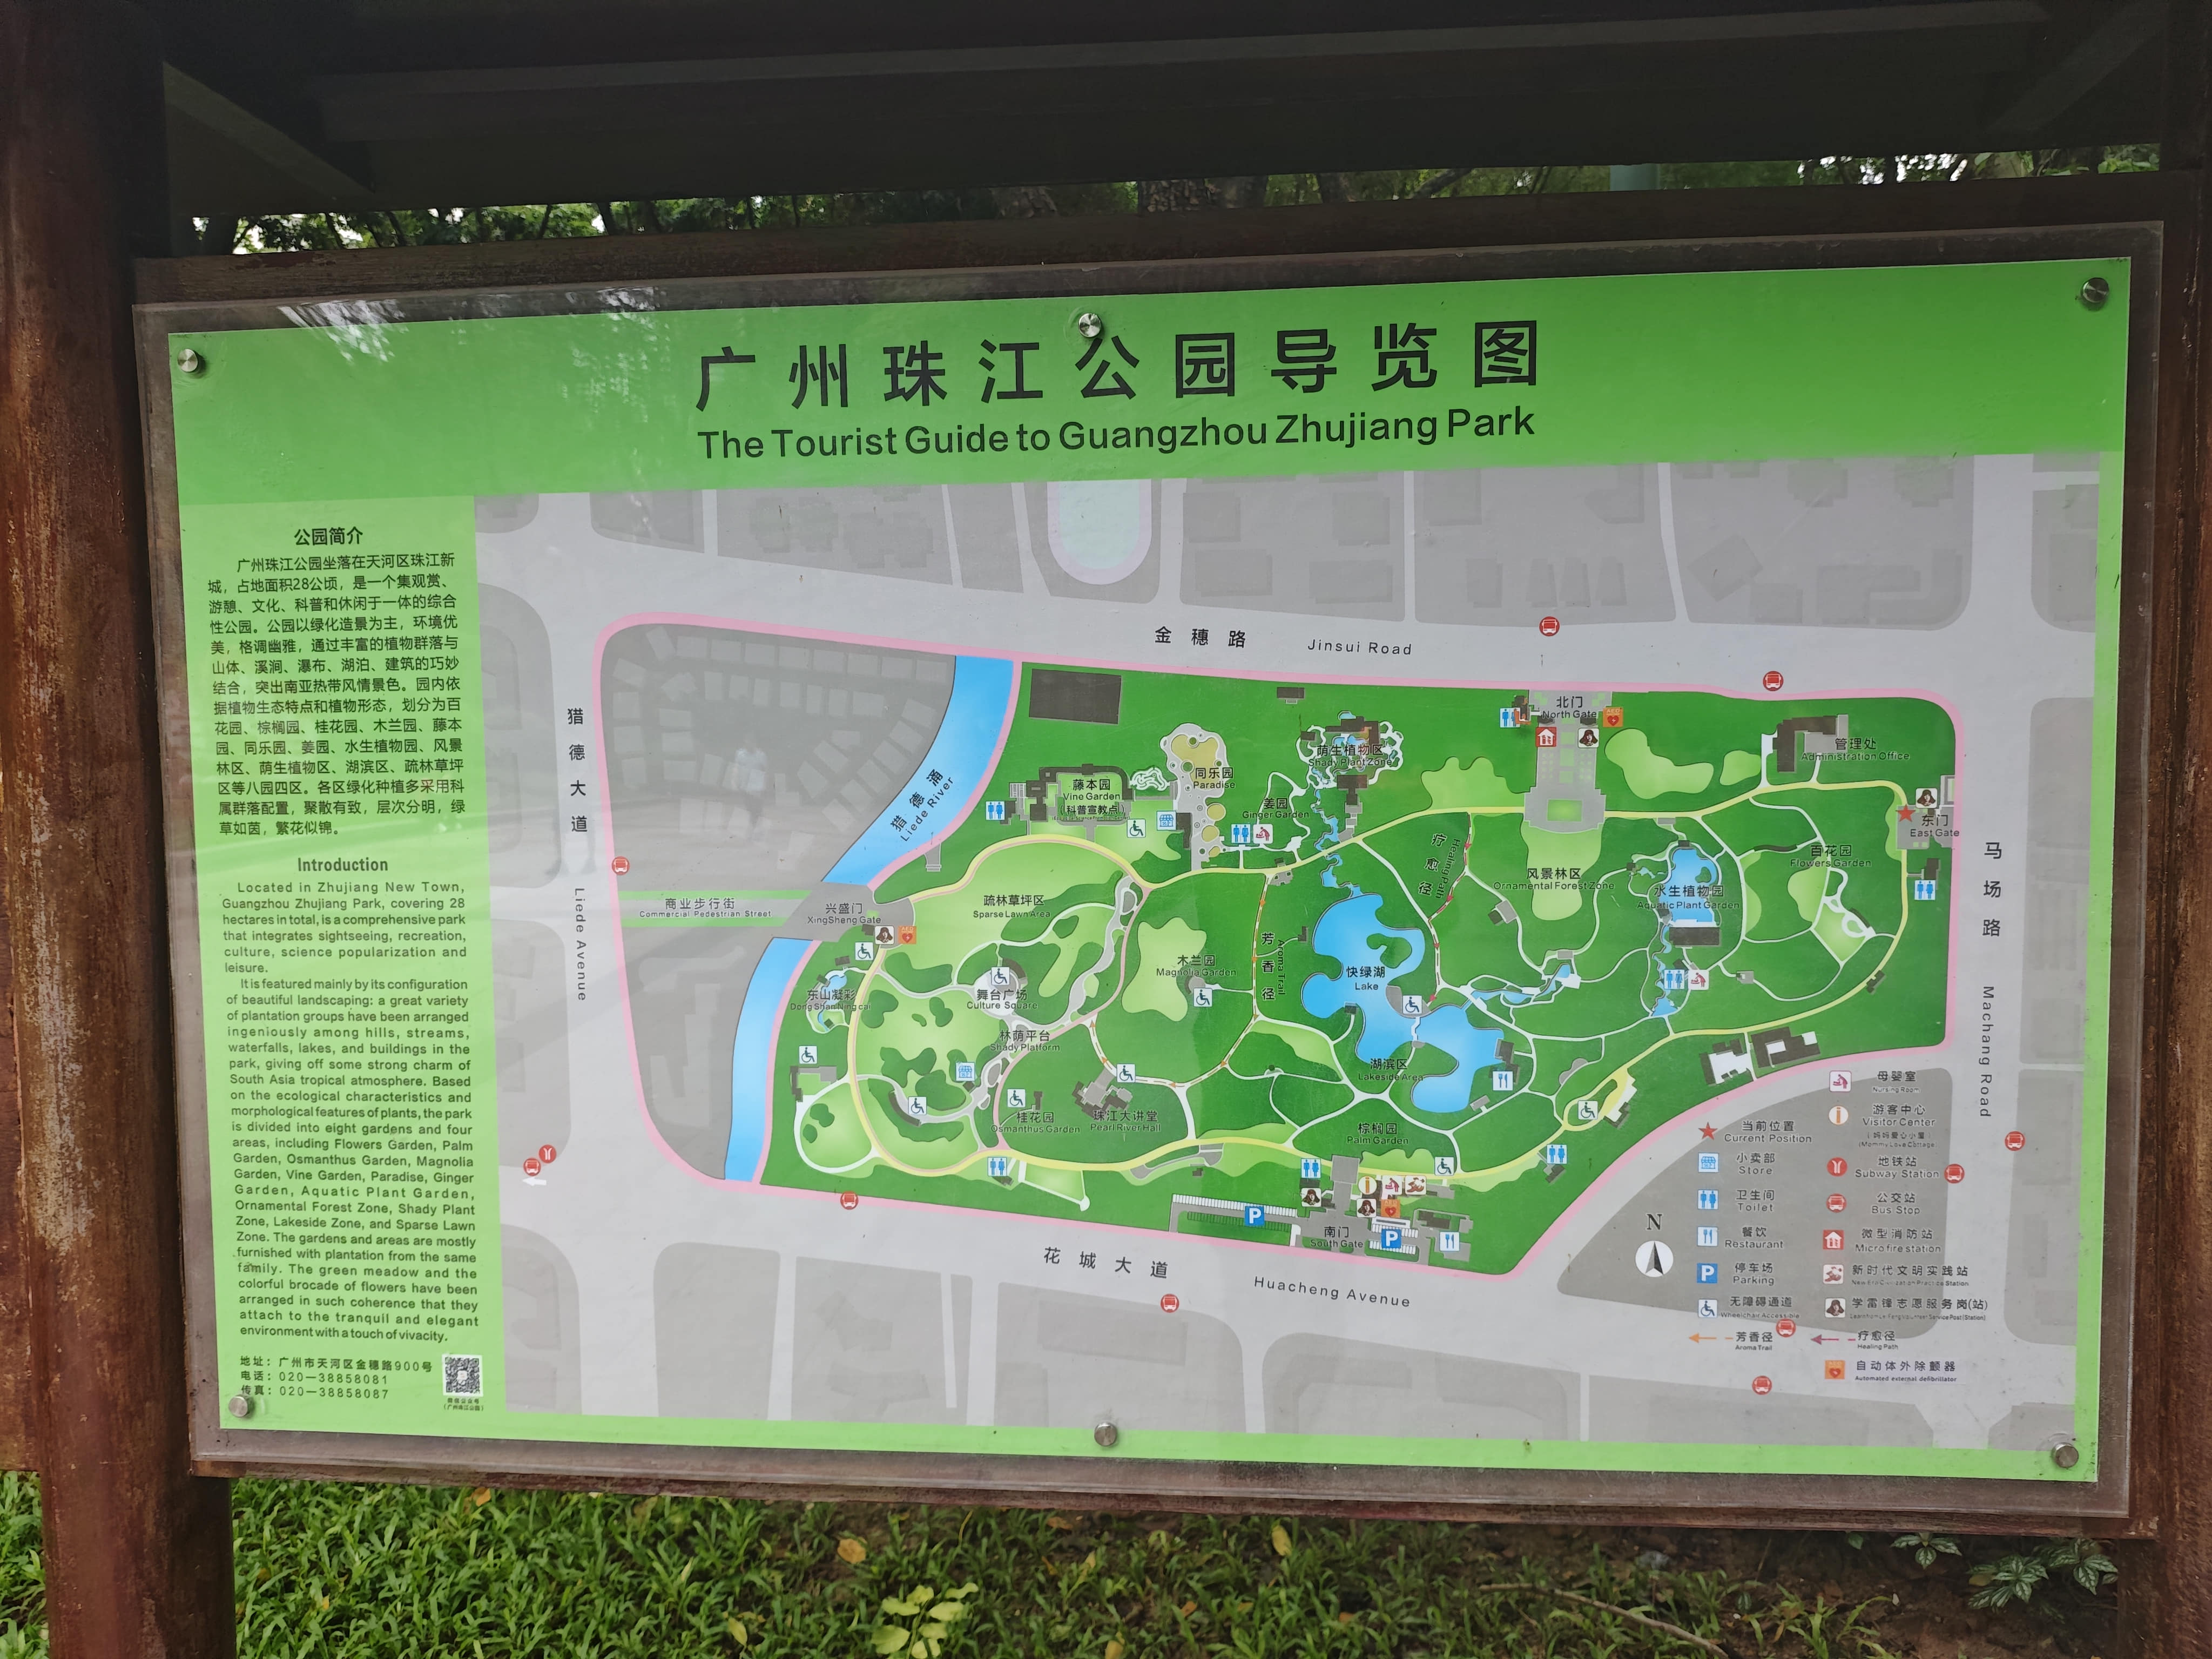 广州珠江公园导览图
The Tourist Guide to Guangzhou Zhujiang Park
公园简介
广州珠江公园坐落在天河区珠江新
城，占地面积28公顷，是一个集观赏、
游憩、文化、科普和休闲于一体的综合
性公园。公园以绿化造景为主，环境优
美，格调幽雅，通过丰富的植物群落与
山体、溪涧、瀑布、湖泊、建筑的巧妙
结合，突出南亚热带风情景色。园内依
据植物生态特点和植物形态，划分为百
花园、棕榈园、桂花园、木兰园、藤本
园、同乐园、姜园、水生植物园、风景
林区、荫生植物区、湖滨区、疏林草坪
区等八园四区。各区绿化种植多采用科
属群落配置，聚散有致，层次分明，绿
草如茵，繁花似锦。
Introduction
Located in Zhujiang New Town,
Guangzhou Zhujiang Park, covering 28
hectares in total, is a comprehensive park
that integrates sightseeing, recreation,
culture, science popularization and
leisure.
It is featured mainly by its configuration
of beautiful landscaping: a great variety
of plantation groups have been arranged
ingeniously among hills, streams,
waterfalls, lakes, and buildings in the
park, giving off some strong charm of
South Asia tropical atmosphere. Based
on the ecological characteristics and
morphological features of plants, the park
is divided into eight gardens and four
areas, including Flowers Garden, Palm
Garden, Osmanthus Garden, Magnolia
Garden, Vine Garden, Paradise, Ginger
Garden, Aquatic Plant Garden,
Ornamental Forest Zone, Shady Plant
Zone, Lakeside Zone, and Sparse Lawn
Zone. The gardens and areas are mostly
furnished with plantation from the same
family. The green meadow and the
colorful brocade of flowers have been
arranged in such coherence that they
attach to the tranquil and elegant
environment with a touch of vivacity.
地址：广州市天河区金穗路900号
电话：020—38858081
传真：020—38858087
（广州珠江公园）
金穗路 Jinsui Road
猎德大道
Liede Avenue
猎德涌
Liede River
商业步行街
Commercial Pedestrian Street
兴盛门
XingSheng Gate
藤本园
Vine Garden
（科普宣教点）
同乐园
Paradise
姜园
Ginger Garden
荫生植物区
Shady Plant Zone
北门
North Gate
管理处
Administration Office
东门
East Gate
百花园
Flowers Garden
水生植物园
Aquatic Plant Garden
风景林区
Ornamental Forest Zone
疗愈径
Healing Path
疏林草坪区
Sparse Lawn Area
木兰园
Magnolia Garden
芳香径
Aroma Trail
快绿湖
Lake
东山凝彩
DongShanNingcai
舞台广场
Culture Square
林荫平台
Shady Platform
湖滨区
Lakeside Area
桂花园
Osmanthus Garden
珠江大讲堂
Pearl River Hall
棕榈园
Palm Garden
P
南门
South Gate
P
花城大道 Huacheng Avenue
马场路
Machang Road
当前位置
Current Position
小卖部
Store
卫生间
Toilet
餐饮
Restaurant
P
停车场
Parking
无障碍通道
Wheelchair Accessible
芳香径
Aroma Trail
N
母婴室
Nursing Room
游客中心
Visitor Center
（妈妈爱心小屋）
地铁站
Subway Station
公交站
Bus Stop
微型消防站
Micro fire station
新时代文明实践站
New Era Civilization Practice Station
学雷锋志愿服务岗(站)
疗愈径
Healing Path
自动体外除颤器
Automated external defibrillator